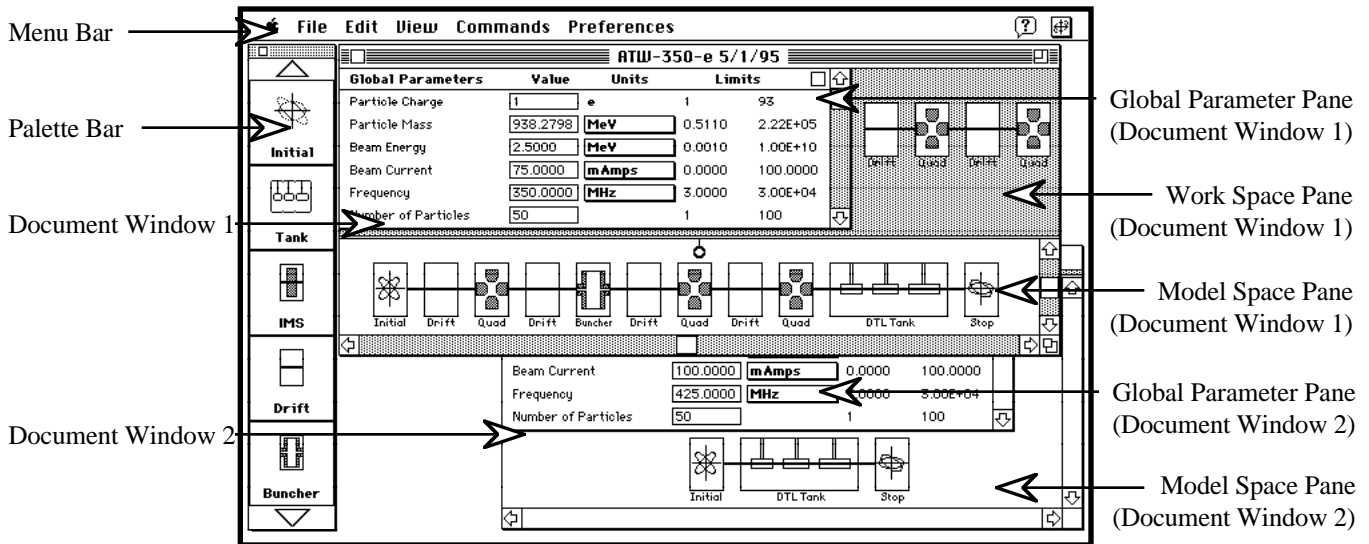 File Edit View Commands Preferences
Menu Bar
ATW-350-e 5/1/95
Global Parameters Value Units Limits
Particle Charge 1 e 1 93
Particle Mass 938.2798 MeV 0.5110 2.22E+05
Beam Energy 2.5000 MeV 0.0010 1.00E+10
Beam Current 75.0000 mAmps 0.0000 100.0000
Frequency 350.0000 MHz 3.0000 3.00E+04
Number of Particles 50 1 100
Global Parameter Pane
(Document Window 1)
Palette Bar
Initial
Drift Quad Drift Quad
Work Space Pane
(Document Window 1)
Document Window 1
Tank
Initial Drift Quad Drift Buncher Drift Quad Drift Quad DTL Tank Stop
IMS
Model Space Pane
(Document Window 1)
Beam Current 100.0000 mAmps 0.0000 100.0000
Frequency 425.0000 MHz 3.00E+04
Number of Particles 50 1 100
Global Parameter Pane
(Document Window 2)
Drift
Document Window 2
Initial DTL Tank Stop
Buncher
Model Space Pane
(Document Window 2)